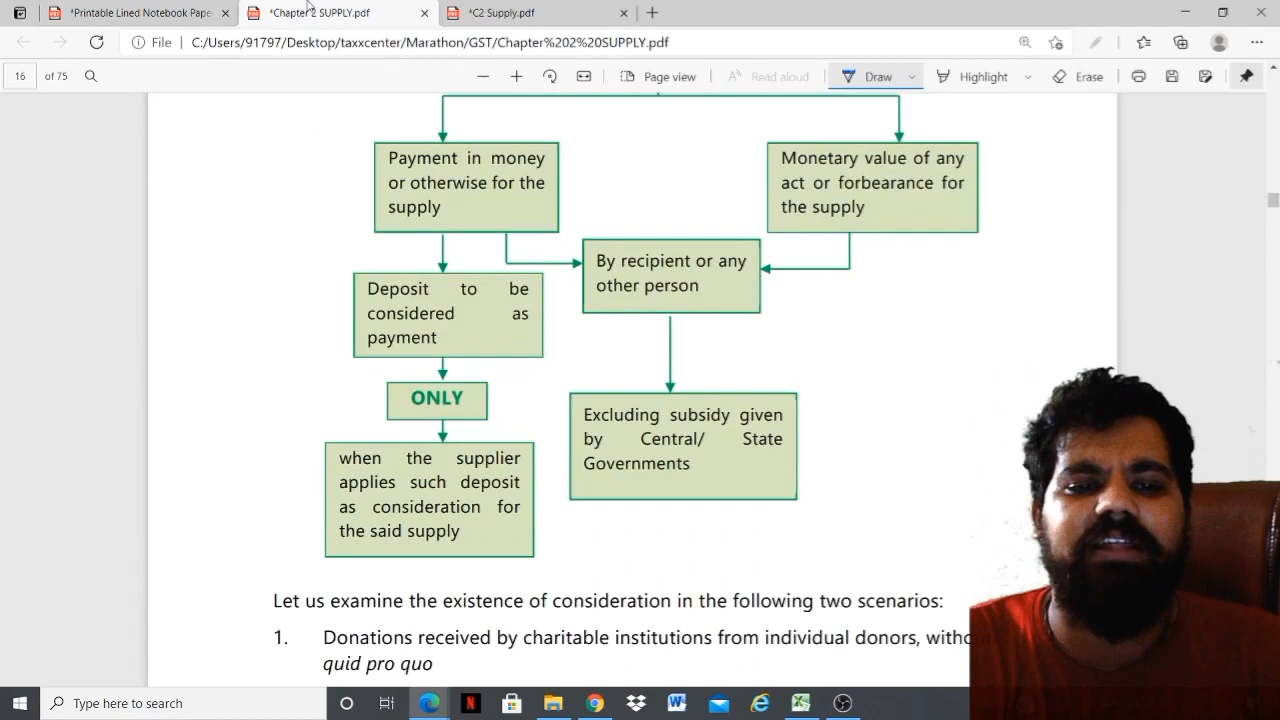 *Printable Lined Notebook Pape
*Chapter 2 SUPPLY.pdf
*C2 Supply.pdf
File
C:/Users/91797/Desktop/taxxcenter/Marathon/GST/Chapter%202%20SUPPLY.pdf
16
of 75
Page view
Read aloud
Draw
Highlight
Erase
Payment in money
or otherwise for the
supply
Monetary value of any
act or forbearance for
the supply
By recipient or any
other person
Deposit to be
considered as
payment
ONLY
Excluding subsidy given
by Central/ State
Governments
when the supplier
applies such deposit
as consideration for
the said supply
Let us examine the existence of consideration in the following two scenarios:
1. Donations received by charitable institutions from individual donors, withou
quid pro quo
Type here to search